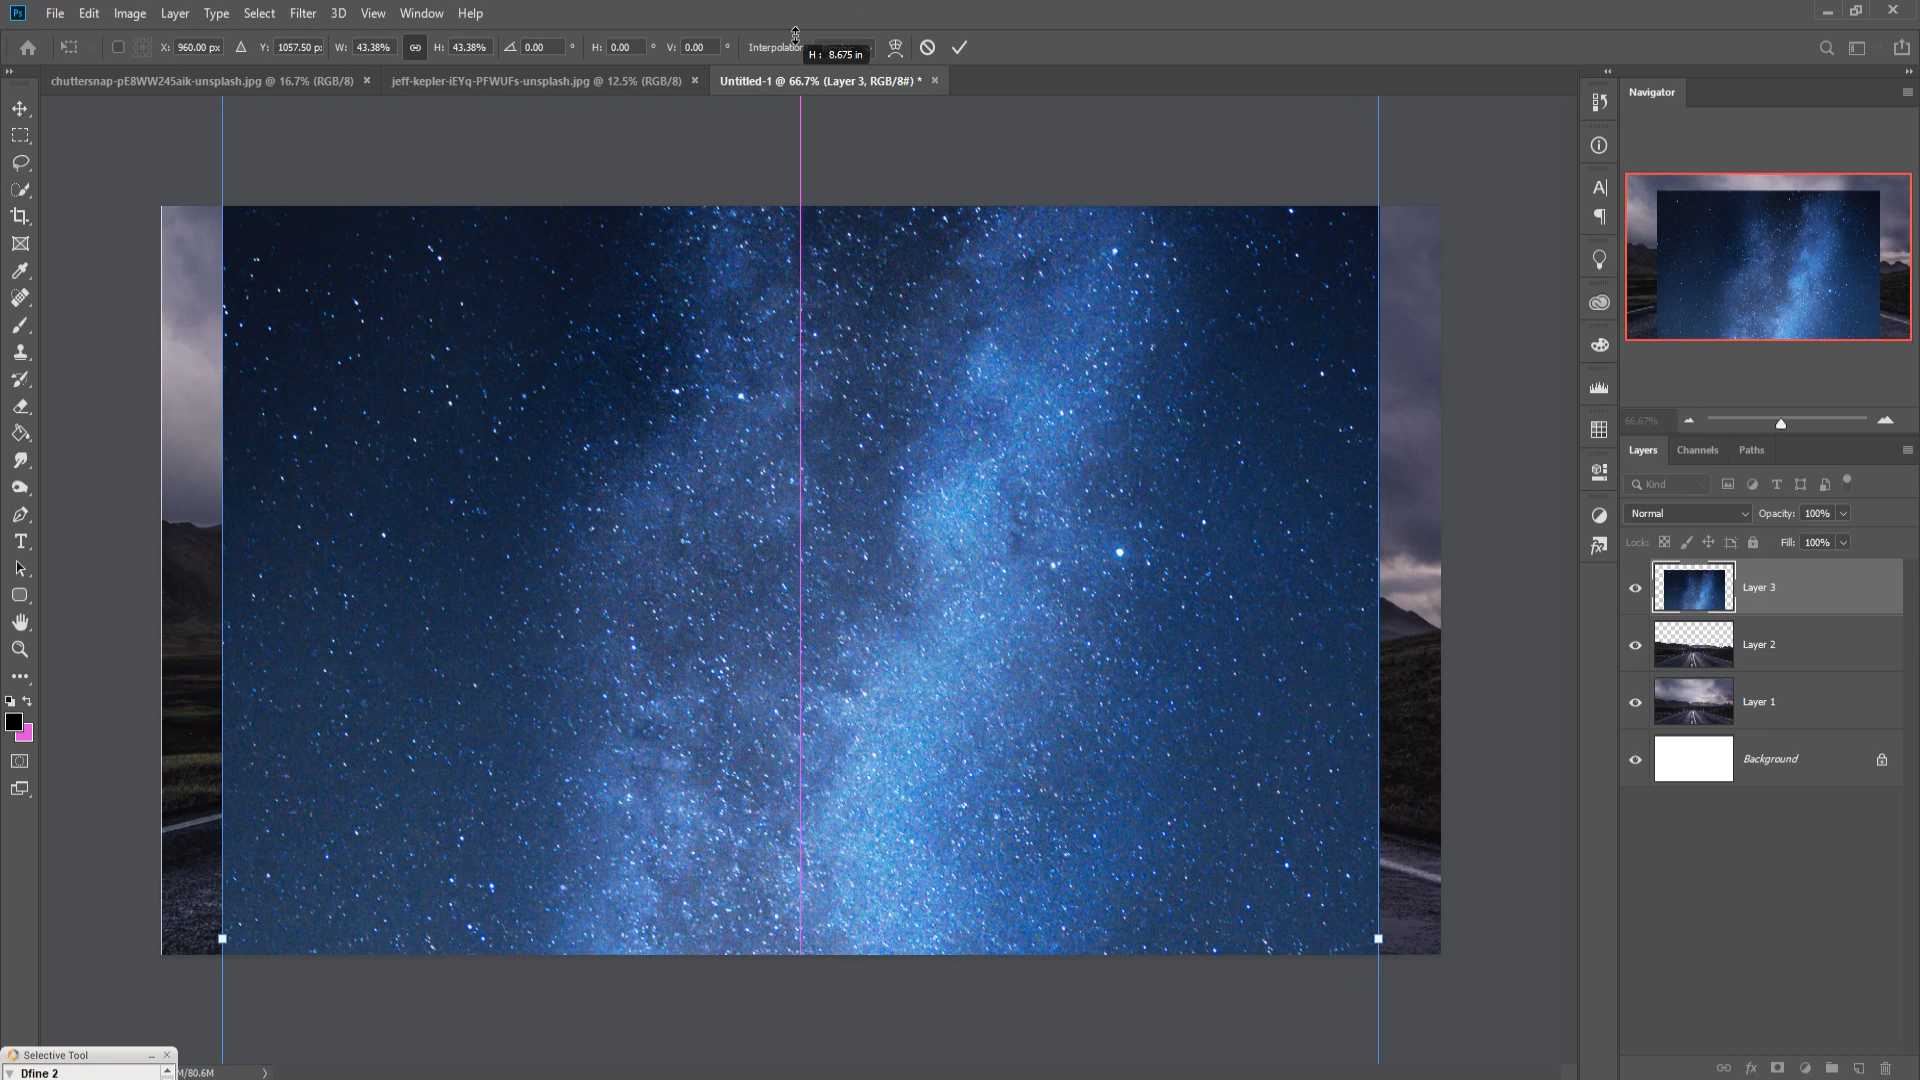 Ps File Edit Image Layer Type Select Filter 3D View Window Help
X: 960.00 px Y: 1057.50 px W: 43.38% H: 43.38% 0.00 ° H: 0.00 ° V: 0.00 ° Interpolation
H : 8.675 in
chuttersnap-pE8WW245aik-unsplash.jpg @ 16.7% (RGB/8) × jeff-kepler-iEYq-PFWUFs-unsplash.jpg @ 12.5% (RGB/8) × Untitled-1 @ 66.7% (Layer 3, RGB/8#) * ×
Navigator
66.67%
Layers Channels Paths
Kind
Normal Opacity: 100%
Lock: Fill: 100%
Layer 3
Layer 2
Layer 1
Background
Selective Tool
Dfine 2
M/80.6M